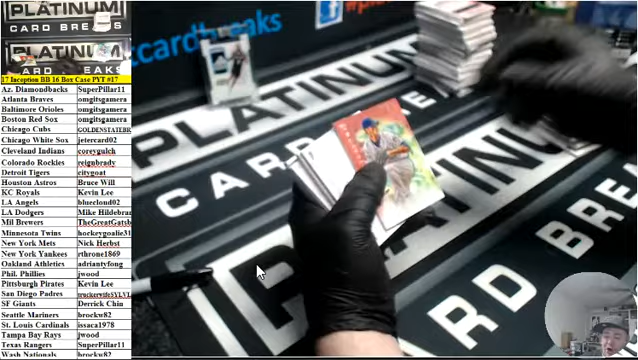 PLATINUM
CARD BREAKS
PLATINUM
CARD BREAKS
cardbreaks
PLATINUM
CARD BRE
17 Inception BB 16 Box Case PYT #17
Az. Diamondbacks SuperPillar11
Atlanta Braves omgitsgamera
Baltimore Orioles omgitsgamera
Boston Red Sox omgitsgamera
Chicago Cubs GOLDENSTATEBR
Chicago White Sox jetercard02
Cleveland Indians coreygulch
Colorado Rockies reignbrady
Detroit Tigers citygoat
Houston Astros Bruce Will
KC Royals Kevin Lee
LA Angels bluecloud02
LA Dodgers Mike Hildebran
Mil Brewers TheGreatGatsb
Minnesota Twins hockeygoalie31
New York Mets Nick Herbst
New York Yankees rthrone1869
Oakland Athletics adriantyfong
Phil. Phillies jwood
Pittsburgh Pirates Kevin Lee
San Diego Padres
SF Giants Derrick Chin
Seattle Mariners brockw82
St. Louis Cardinals issaca1978
Tampa Bay Rays jwood
Texas Rangers SuperPillar11
Wash Nationals brockw82
ARD BREA